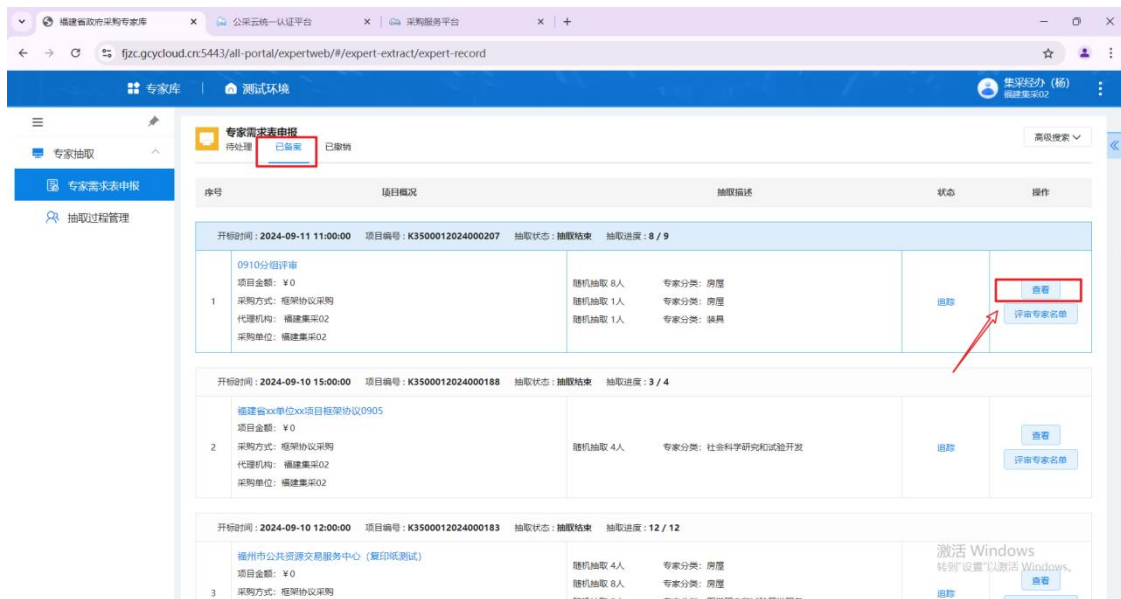 福建省政府采购专家库
公采云统一认证平台
采购服务平台
fjzc.gcycloud.cn:5443/all-portal/expertweb/#/expert-extract/expert-record
专家库
测试环境
集采经办（杨）
福建集采02
专家抽取
专家需求表申报
抽取过程管理
专家需求表申报
待处理 已备案 已撤销
高级搜索
序号 项目概况 抽取描述 状态 操作
开标时间：2024-09-11 11:00:00 项目编号：K3500012024000207 抽取状态：抽取结束 抽取进度：8 / 9
0910分组评审
项目金额：￥0
随机抽取 8人 专家分类：房屋
查看
1 采购方式：框架协议采购
随机抽取 1人 专家分类：房屋
追踪
代理机构：福建集采02
随机抽取 1人 专家分类：装具
评审专家名单
采购单位：福建集采02
开标时间：2024-09-10 15:00:00 项目编号：K3500012024000188 抽取状态：抽取结束 抽取进度：3 / 4
福建省xx单位xx项目框架协议0905
项目金额：￥0
查看
2 采购方式：框架协议采购
随机抽取 4人 专家分类：社会科学研究和试验开发
追踪
代理机构：福建集采02
评审专家名单
采购单位：福建集采02
开标时间：2024-09-10 12:00:00 项目编号：K3500012024000183 抽取状态：抽取结束 抽取进度：12 / 12
福州市公共资源交易服务中心（复印纸测试）
随机抽取 4人 专家分类：房屋
激活 Windows
转到"设置"以激活 Windows。
项目金额：￥0
随机抽取 8人 专家分类：房屋
查看
3 采购方式：框架协议采购
追踪